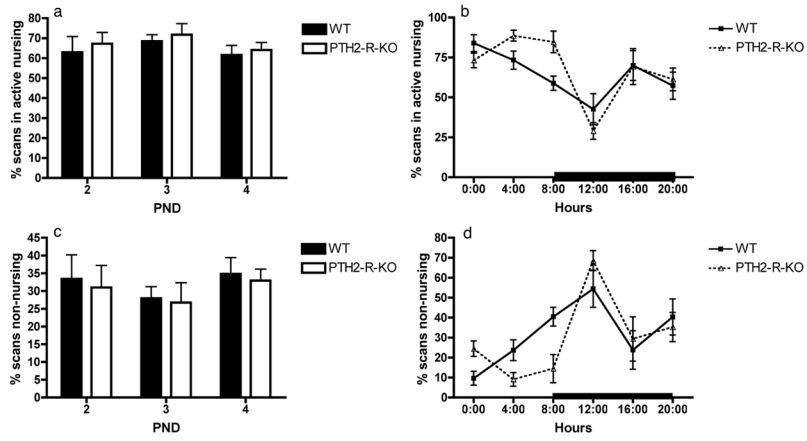 a
% scans in active nursing
80
70
60
50
40
30
20
10
0
2 3 4
PND
WT
PTH2-R-KO
b
% scans in active nursing
100
75
50
25
0
0:00 4:00 8:00 12:00 16:00 20:00
Hours
WT
PTH2-R-KO
c
% scans non-nursing
45
40
35
30
25
20
15
10
5
0
2 3 4
PND
WT
PTH2-R-KO
d
% scans non-nursing
80
70
60
50
40
30
20
10
0
0:00 4:00 8:00 12:00 16:00 20:00
Hours
WT
PTH2-R-KO